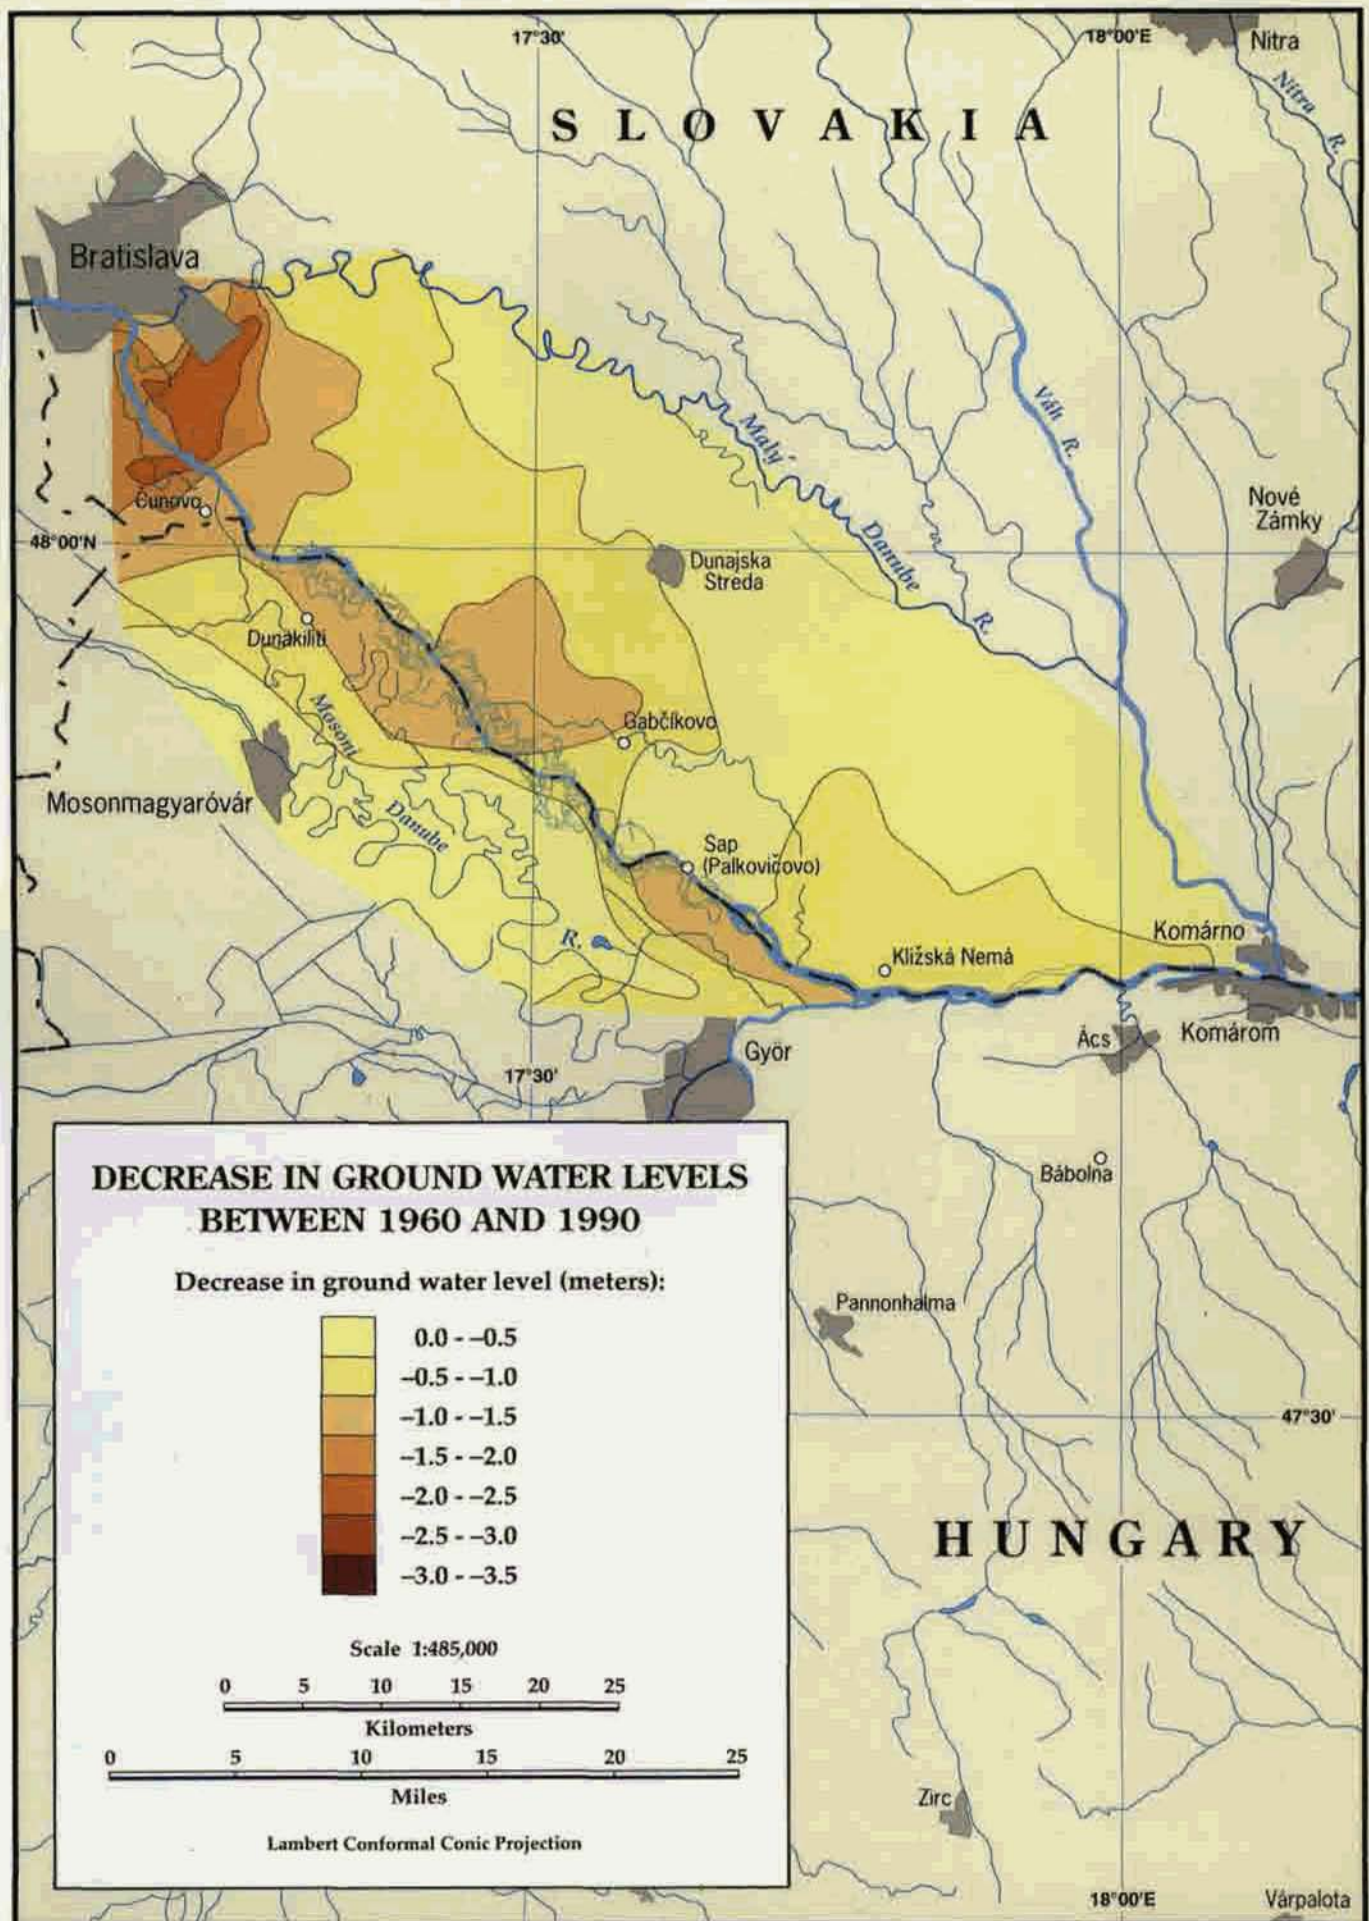 17°30'
18°00'E
Nitra
Nitra R.
S L O V A K I A
Bratislava
Váh R.
Malý Danube R.
Čunovo
48°00'N
Nové
Zámky
Dunajska
Streda
Dunakiliti
Mosoni Danube R.
Gabčíkovo
Mosonmagyaróvár
Sap
(Palkovičovo)
Kližská Nemá
Komárno
Komárom
Ács
Györ
17°30'
Bábolna
DECREASE IN GROUND WATER LEVELS
BETWEEN 1960 AND 1990
Decrease in ground water level (meters):
0.0 - –0.5
–0.5 - –1.0
–1.0 - –1.5
–1.5 - –2.0
–2.0 - –2.5
–2.5 - –3.0
–3.0 - –3.5
Scale 1:485,000
0 5 10 15 20 25
Kilometers
0 5 10 15 20 25
Miles
Lambert Conformal Conic Projection
Pannonhalma
47°30'
H U N G A R Y
Zirc
18°00'E
Várpalota